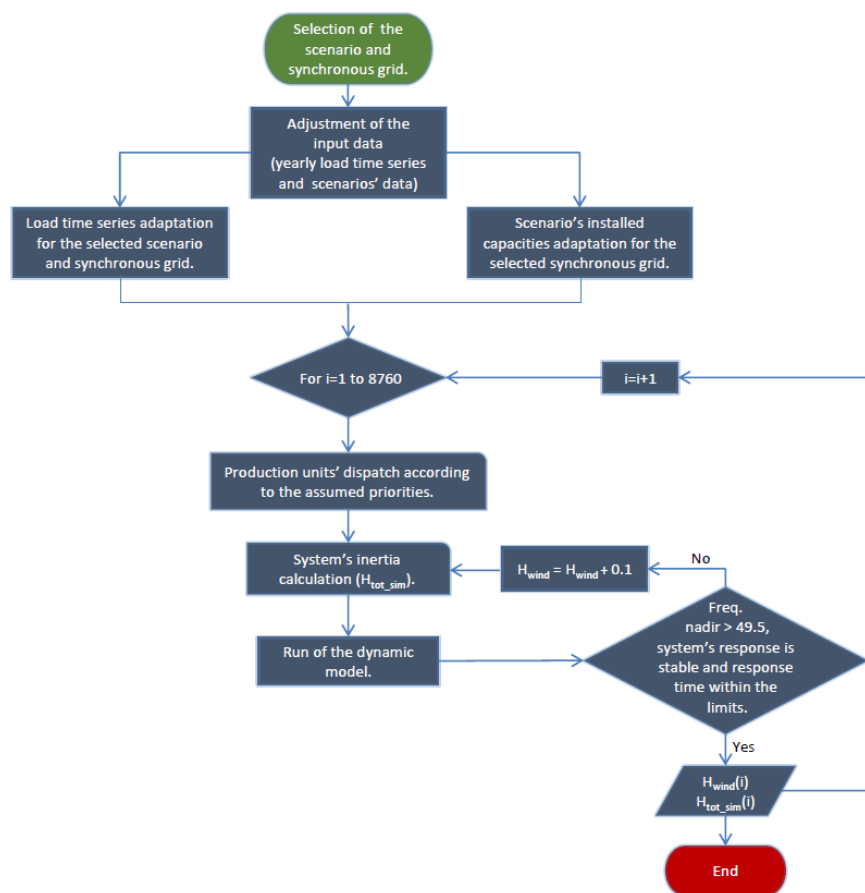 Selection of the
scenario and
synchronous grid.
Adjustment of the
input data
(yearly load time series
and scenarios' data)
Load time series adaptation
for the selected scenario
and synchronous grid.
Scenario's installed
capacities adaptation for the
selected synchronous grid.
For i=1 to 8760
i=i+1
Production units' dispatch according
to the assumed priorities.
System's inertia
calculation (Htot_sim).
Hwind = Hwind + 0.1
No
Freq.
nadir > 49.5,
system's response is
stable and response
time within the
limits.
Run of the dynamic
model.
Yes
Hwind(i)
Htot_sim(i)
End